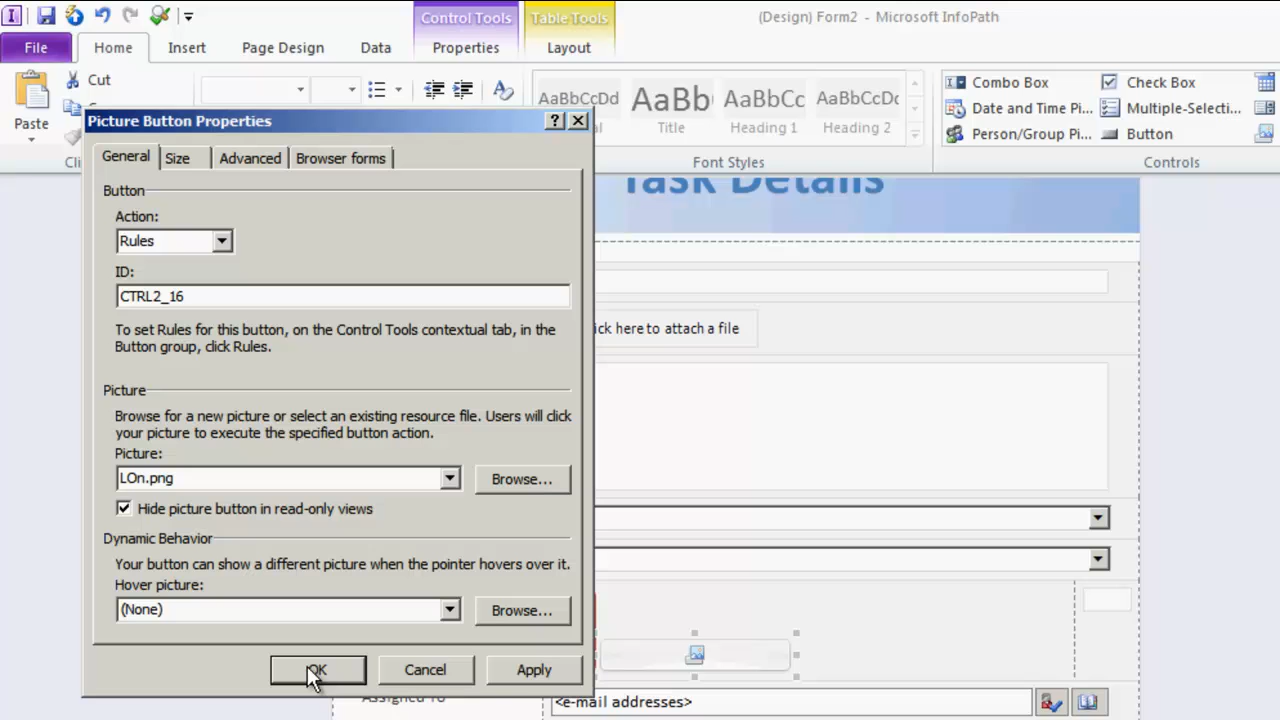 Control Tools Table Tools (Design) Form2 - Microsoft InfoPath
File Home Insert Page Design Data Properties Layout
Cut AaBbCcDd AaBb AaBbCc AaBbCcDc Combo Box Check Box
Paste Title Heading 1 Heading 2 Date and Time Pi... Multiple-Selecti...
Person/Group Pi... Button
Font Styles Controls
Picture Button Properties
General Size Advanced Browser forms
Task Details
Button
Action:
Rules
ID:
CTRL2_16
To set Rules for this button, on the Control Tools contextual tab, in the
Button group, click Rules.
ick here to attach a file
Picture
Browse for a new picture or select an existing resource file. Users will click
your picture to execute the specified button action.
Picture:
LOn.png Browse...
Hide picture button in read-only views
Dynamic Behavior
Your button can show a different picture when the pointer hovers over it.
Hover picture:
(None) Browse...
OK Cancel Apply
Assigned To <e-mail addresses>